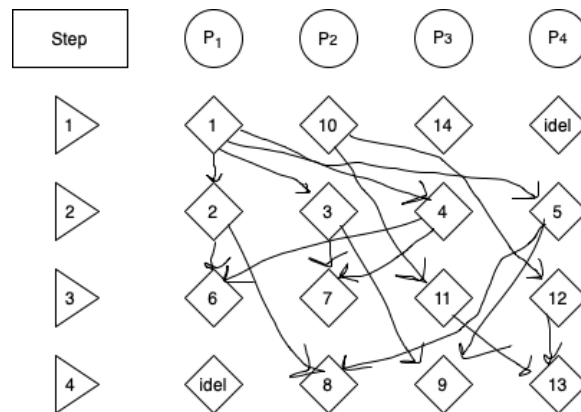 Step P₁ P₂ P₃ P₄
1 1 10 14 idel
2 2 3 4 5
3 6 7 11 12
4 idel 8 9 13